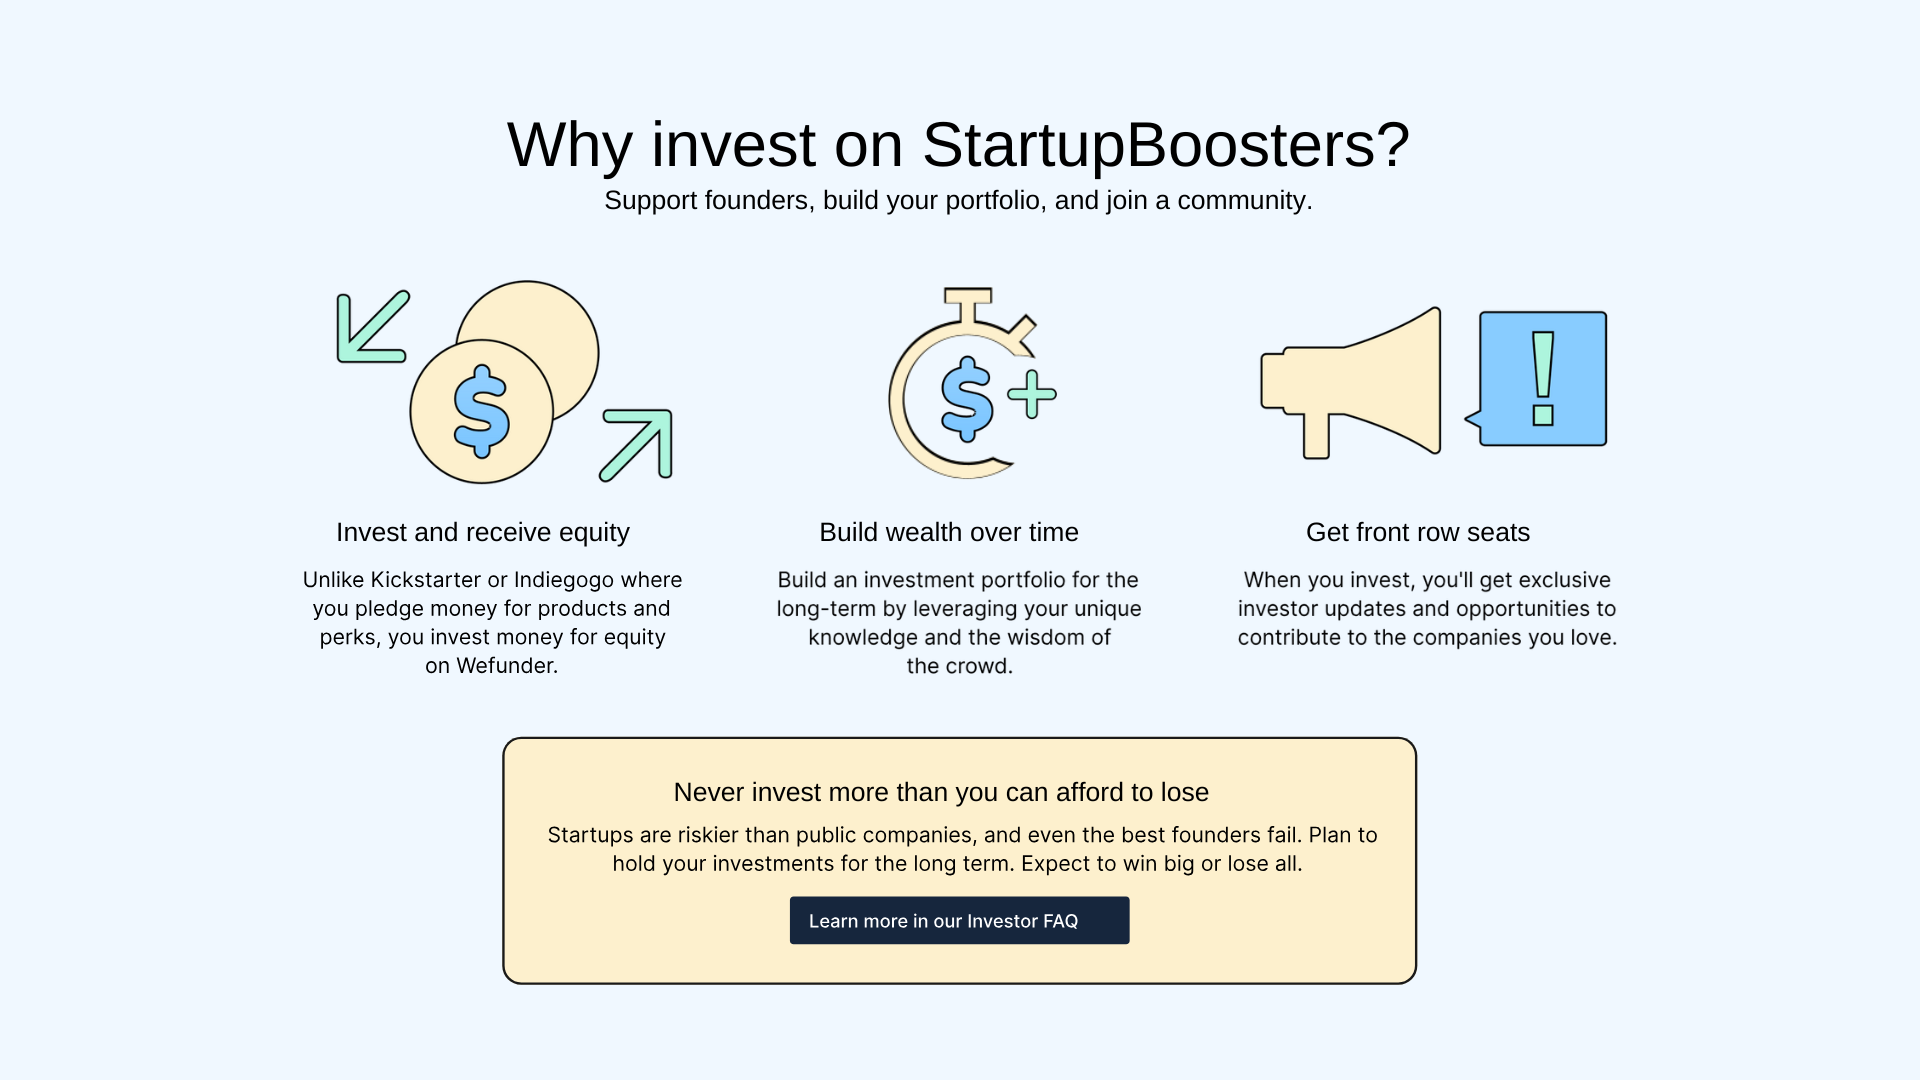 Why invest on StartupBoosters?
Support founders, build your portfolio, and join a community.
$
$
!
Invest and receive equity
Unlike Kickstarter or Indiegogo where
you pledge money for products and
perks, you invest money for equity
on Wefunder.
Build wealth over time
Build an investment portfolio for the
long-term by leveraging your unique
knowledge and the wisdom of
the crowd.
Get front row seats
When you invest, you'll get exclusive
investor updates and opportunities to
contribute to the companies you love.
Never invest more than you can afford to lose
Startups are riskier than public companies, and even the best founders fail. Plan to
hold your investments for the long term. Expect to win big or lose all.
Learn more in our Investor FAQ